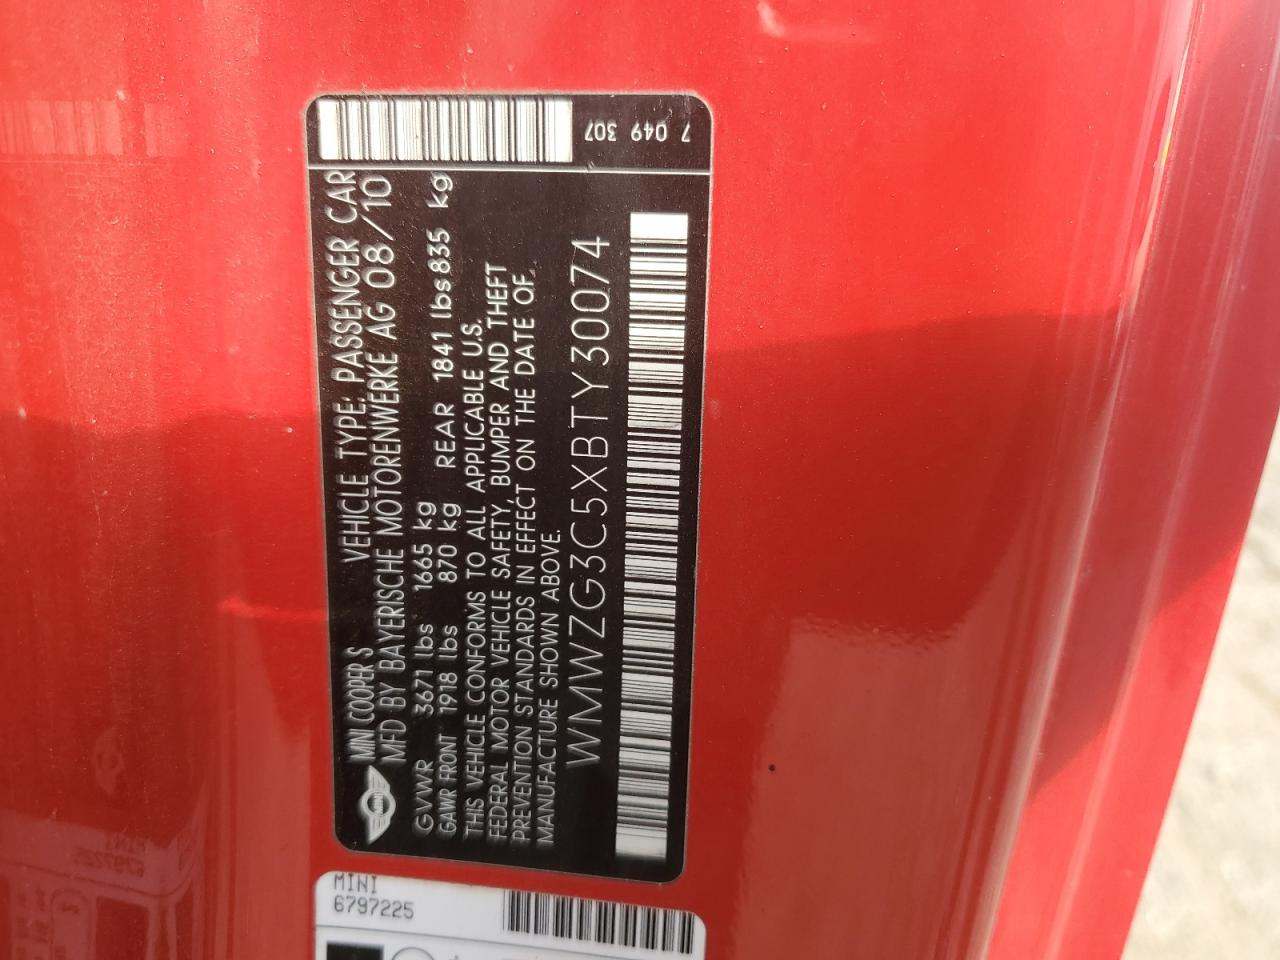 MINI COOPER S VEHICLE TYPE: PASSENGER CAR
MFD BY BAYERISCHE MOTORENWERKE AG 08/10
GVWR 3671 lbs 1665 kg
GAWR FRONT 1918 lbs 870 kg REAR 1841 lbs 835 kg
THIS VEHICLE CONFORMS TO ALL APPLICABLE U.S.
FEDERAL MOTOR VEHICLE SAFETY, BUMPER AND THEFT
PREVENTION STANDARDS IN EFFECT ON THE DATE OF
MANUFACTURE SHOWN ABOVE.
WMWZG3C5XBTY30074
7 049 307
MINI
6797225